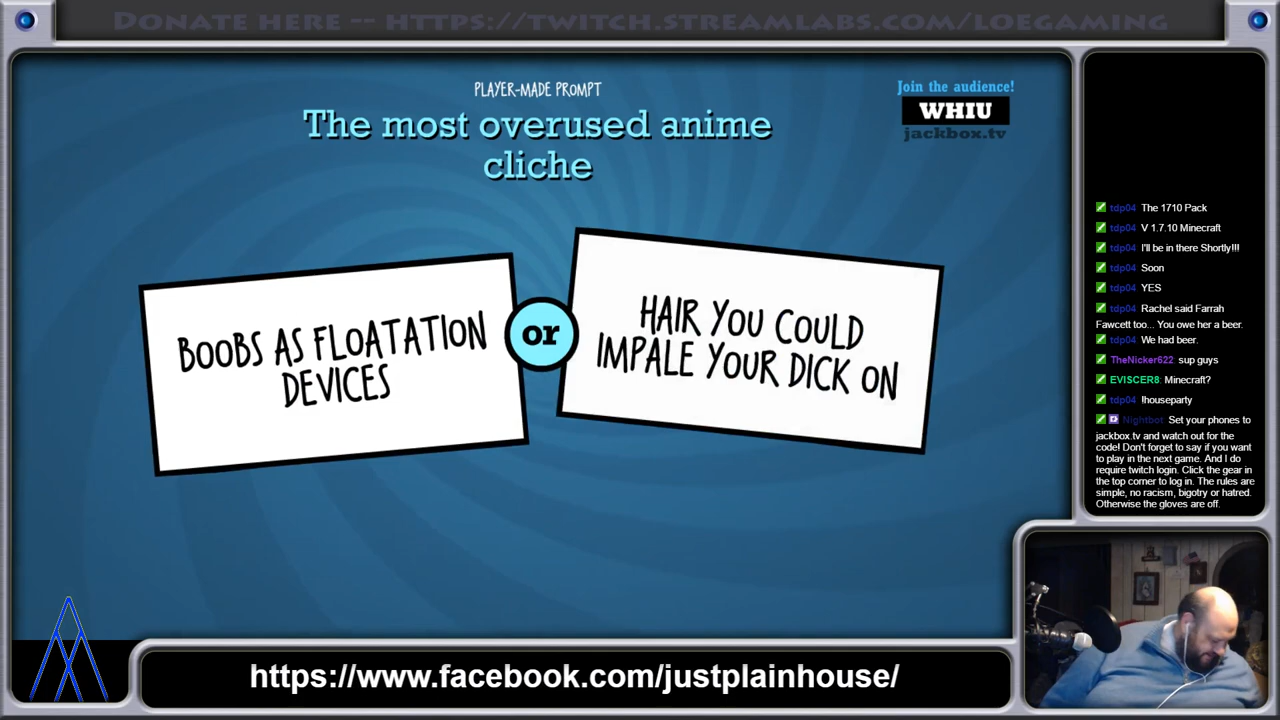 Donate here -- https://twitch.streamlabs.com/loegaming
PLAYER-MADE PROMPT
The most overused anime
cliche
Join the audience!
WHIU
jackbox.tv
BOOBS AS FLOATATION
DEVICES
or
HAIR YOU COULD
IMPALE YOUR DICK ON
tdp04 The 1710 Pack
tdp04 V 1.7.10 Minecraft
tdp04 I'll be in there Shortly!!!
tdp04 Soon
tdp04 YES
tdp04 Rachel said Farrah
Fawcett too... You owe her a beer.
tdp04 We had beer.
TheNicker622 sup guys
EVISCER8: Minecraft?
tdp04 !houseparty
Nightbot Set your phones to
jackbox.tv and watch out for the
code! Don't forget to say if you want
to play in the next game. And I do
require twitch login. Click the gear in
the top corner to log in. The rules are
simple, no racism, bigotry or hatred.
Otherwise the gloves are off.
https://www.facebook.com/justplainhouse/